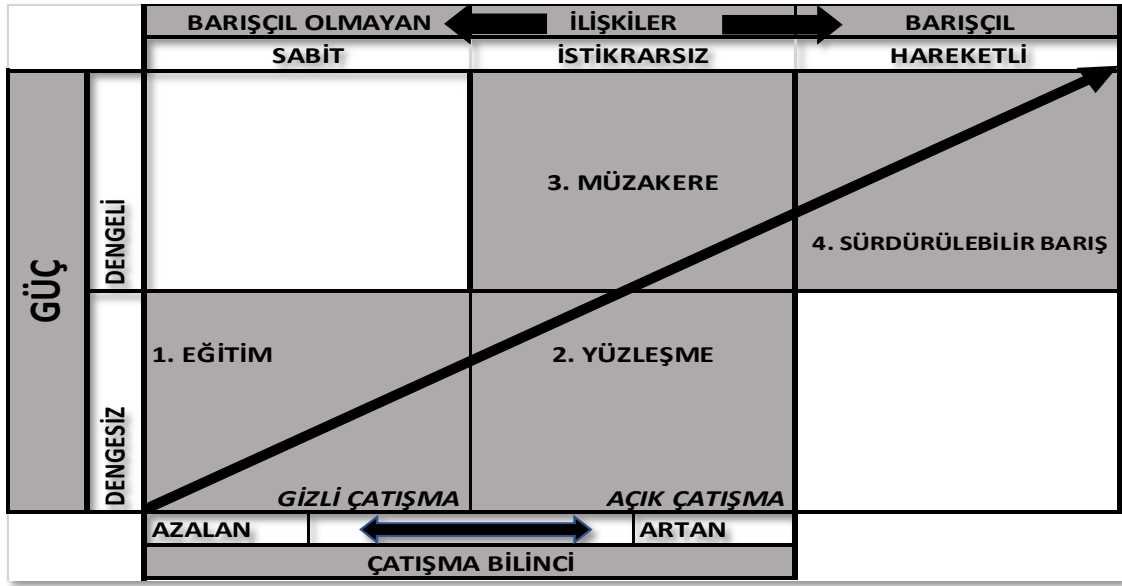 BARIŞÇIL OLMAYAN İLİŞKİLER BARIŞÇIL
SABİT İSTİKRARSIZ HAREKETLİ
GÜÇ
DENGELİ
3. MÜZAKERE
4. SÜRDÜRÜLEBİLİR BARIŞ
DENGESİZ
1. EĞİTİM 2. YÜZLEŞME
GİZLİ ÇATIŞMA AÇIK ÇATIŞMA
AZALAN ARTAN
ÇATIŞMA BİLİNCİ